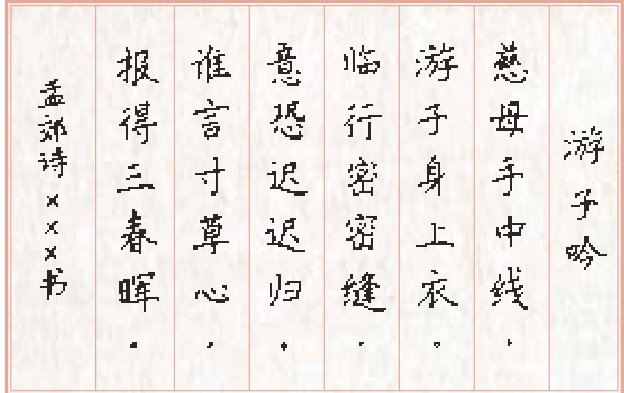 游子吟
慈母手中线，
游子身上衣。
临行密密缝，
意恐迟迟归。
谁言寸草心，
报得三春晖。
孟郊诗×××书